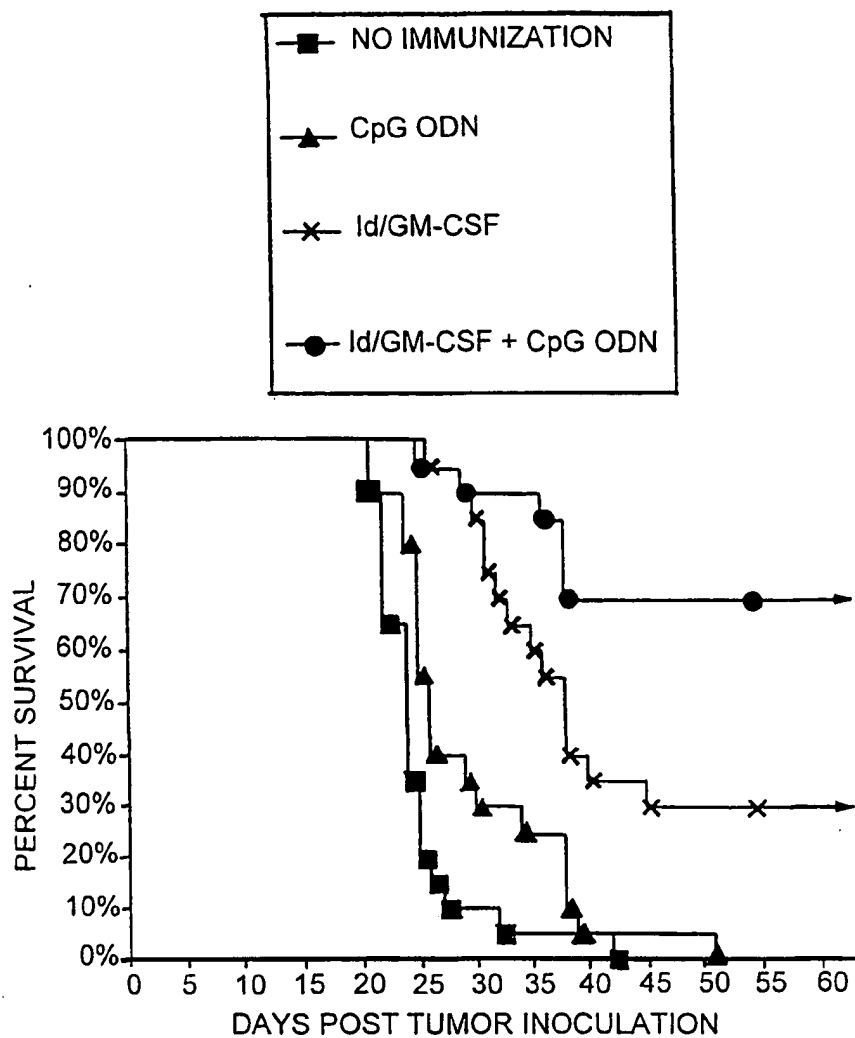 NO IMMUNIZATION
CpG ODN
Id/GM-CSF
Id/GM-CSF + CpG ODN
PERCENT SURVIVAL
100%
90%
80%
70%
60%
50%
40%
30%
20%
10%
0%
0 5 10 15 20 25 30 35 40 45 50 55 60
DAYS POST TUMOR INOCULATION